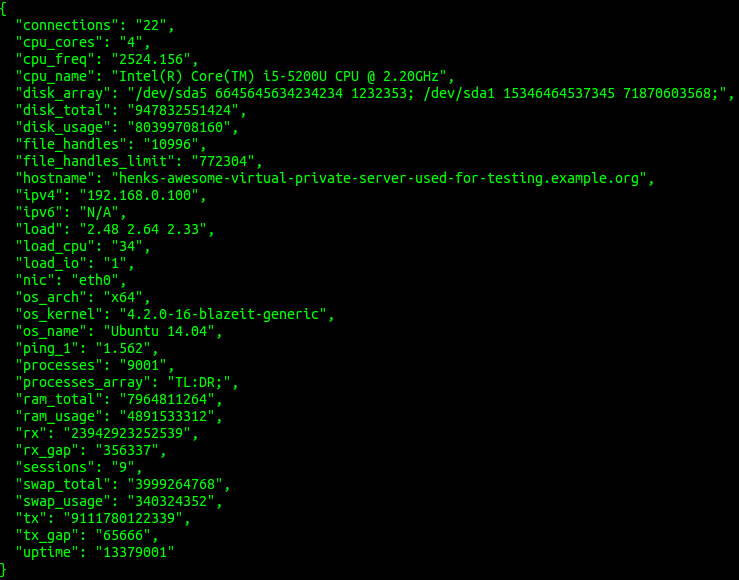 {
  "connections": "22",
  "cpu_cores": "4",
  "cpu_freq": "2524.156",
  "cpu_name": "Intel(R) Core(TM) i5-5200U CPU @ 2.20GHz",
  "disk_array": "/dev/sda5 6645645634234234 1232353; /dev/sda1 15346464537345 71870603568;",
  "disk_total": "947832551424",
  "disk_usage": "80399708160",
  "file_handles": "10996",
  "file_handles_limit": "772304",
  "hostname": "henks-awesome-virtual-private-server-used-for-testing.example.org",
  "ipv4": "192.168.0.100",
  "ipv6": "N/A",
  "load": "2.48 2.64 2.33",
  "load_cpu": "34",
  "load_io": "1",
  "nic": "eth0",
  "os_arch": "x64",
  "os_kernel": "4.2.0-16-blazeit-generic",
  "os_name": "Ubuntu 14.04",
  "ping_1": "1.562",
  "processes": "9001",
  "processes_array": "TL:DR;",
  "ram_total": "7964811264",
  "ram_usage": "4891533312",
  "rx": "23942923252539",
  "rx_gap": "356337",
  "sessions": "9",
  "swap_total": "3999264768",
  "swap_usage": "340324352",
  "tx": "9111780122339",
  "tx_gap": "65666",
  "uptime": "13379001"
}